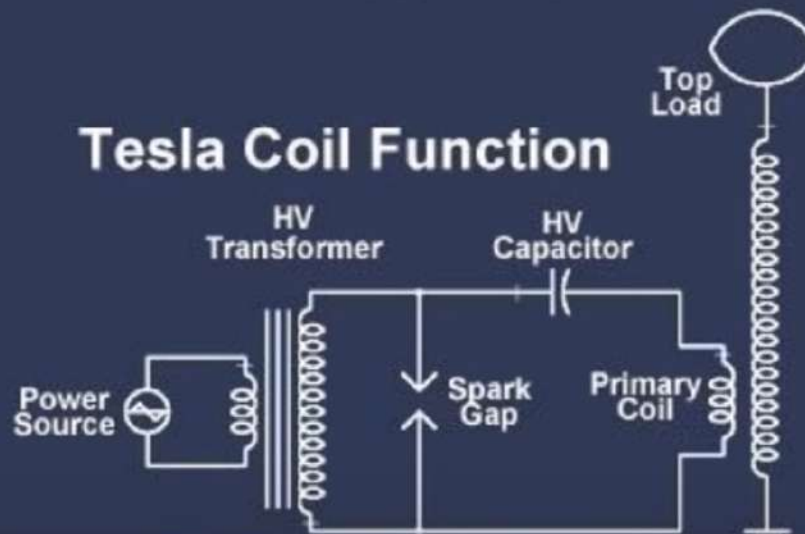 Top
Load
Tesla Coil Function
HV
Transformer
HV
Capacitor
Power
Source
Spark
Gap
Primary
Coil